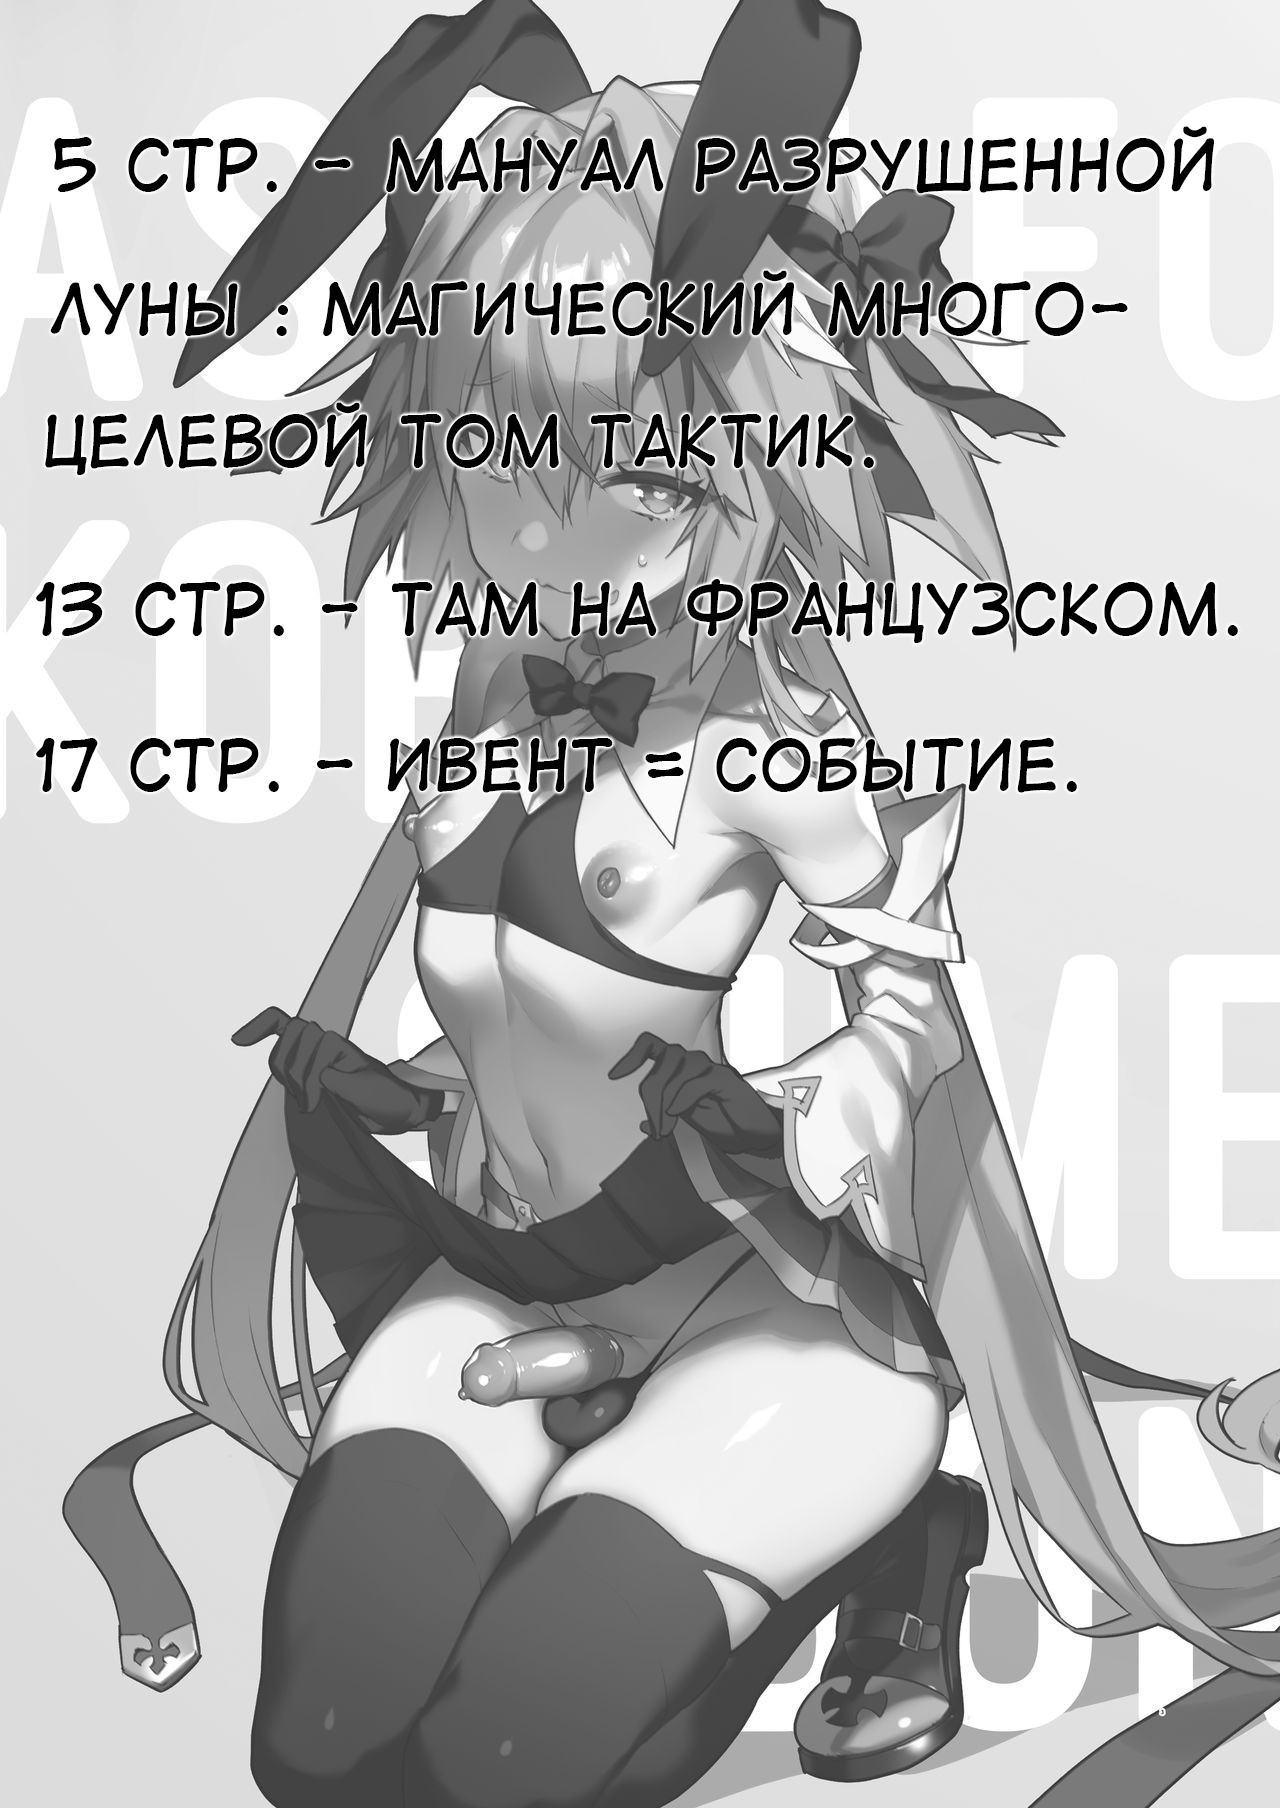 5 СТР. - МАНУАЛ РАЗРУШЕННОЙ
ЛУНЫ : МАГИЧЕСКИЙ МНОГО-
ЦЕЛЕВОЙ ТОМ ТАКТИК.
13 СТР. - ТАМ НА ФРАНЦУЗСКОМ.
17 СТР. - ИВЕНТ = СОБЫТИЕ.